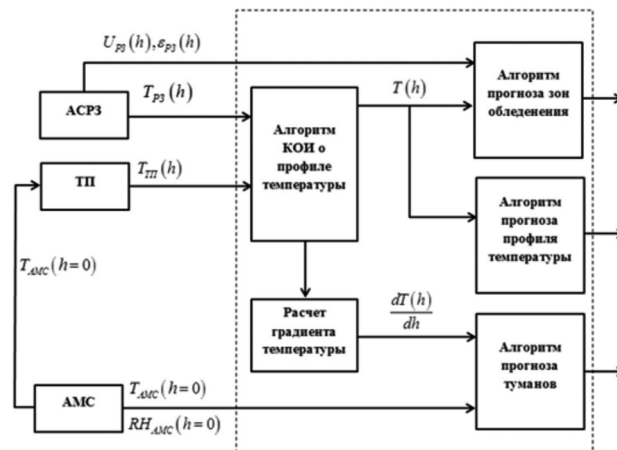 U_РЗ(h), ε_РЗ(h)
АСРЗ
T_РЗ(h)
ТП
T_ТП(h)
T_АМС(h=0)
АМС
T_АМС(h=0)
RH_АМС(h=0)
Алгоритм
КОИ о
профиле
температуры
T(h)
Расчет
градиента
температуры
dT(h)
dh
Алгоритм
прогноза зон
обледенения
Алгоритм
прогноза
профиля
температуры
Алгоритм
прогноза
туманов